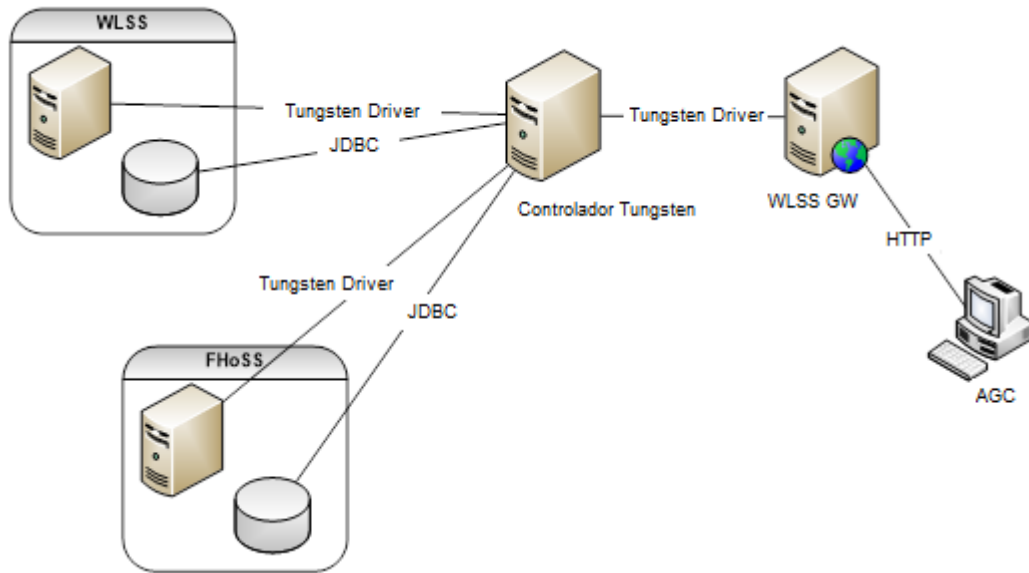 WLSS
Tungsten Driver
JDBC
Tungsten Driver
Controlador Tungsten
WLSS GW
HTTP
Tungsten Driver
JDBC
FHoSS
AGC